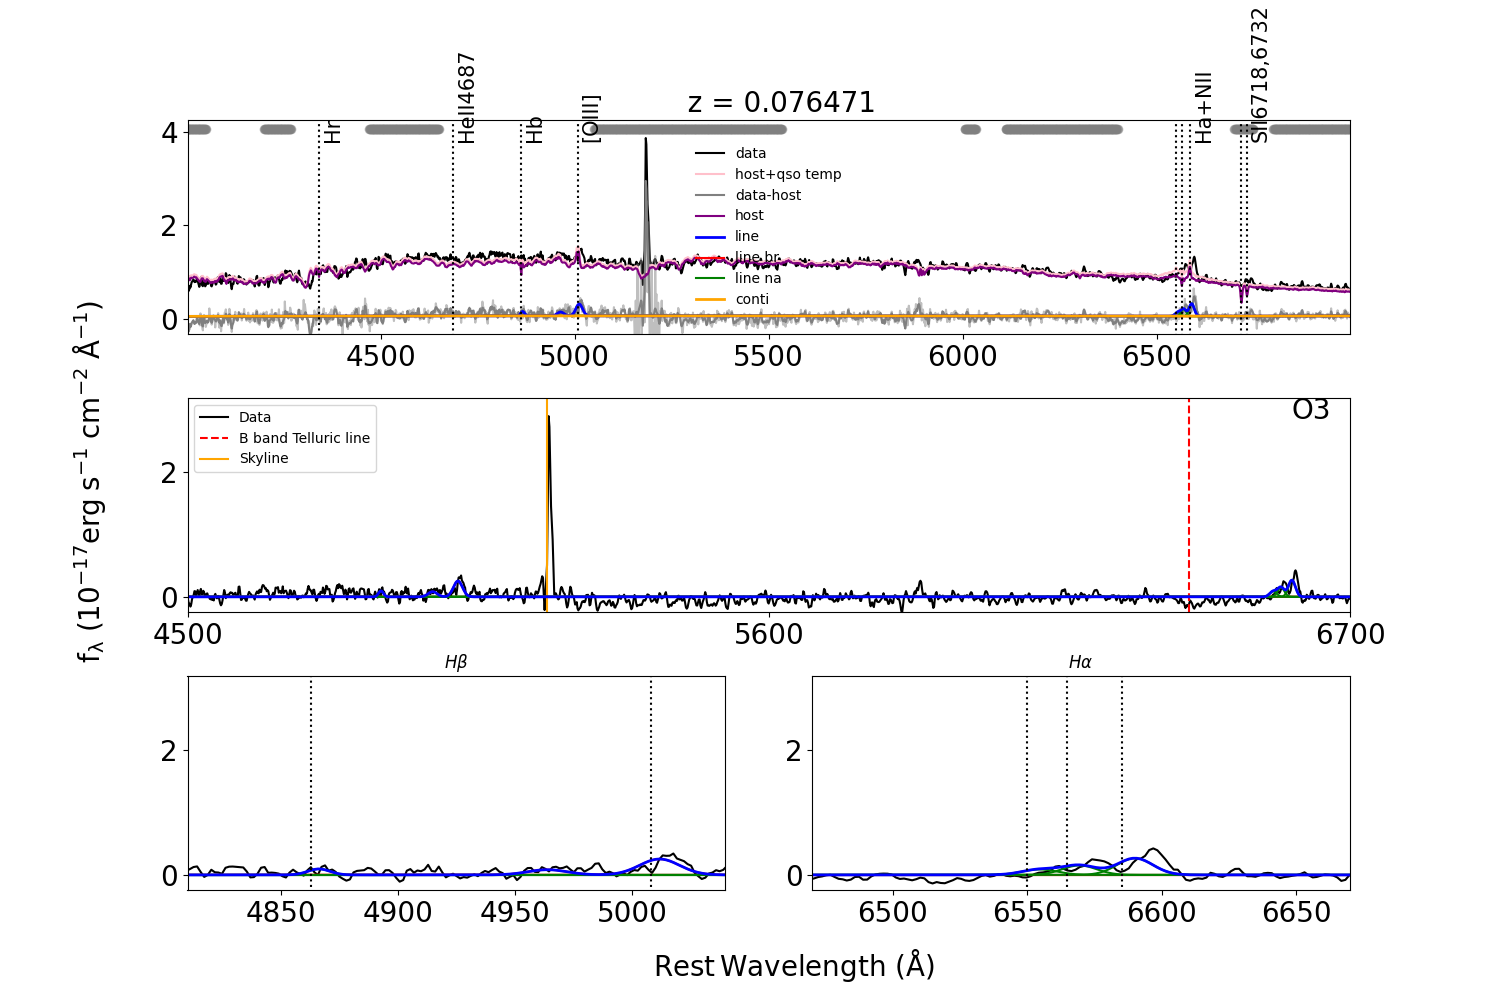 Hr
HeII4687
Hb
[OIII]
Ha+NII
SII6718,6732
z = 0.076471
4
2
0
data
host+qso temp
data-host
host
line
line br
line na
conti
4500
5000
5500
6000
6500
fλ (10−17erg s−1 cm−2 Å−1)
Data
B band Telluric line
Skyline
O3
2
0
4500
5600
6700
Hβ
2
0
4850
4900
4950
5000
Hα
2
0
6500
6550
6600
6650
Rest Wavelength (Å)